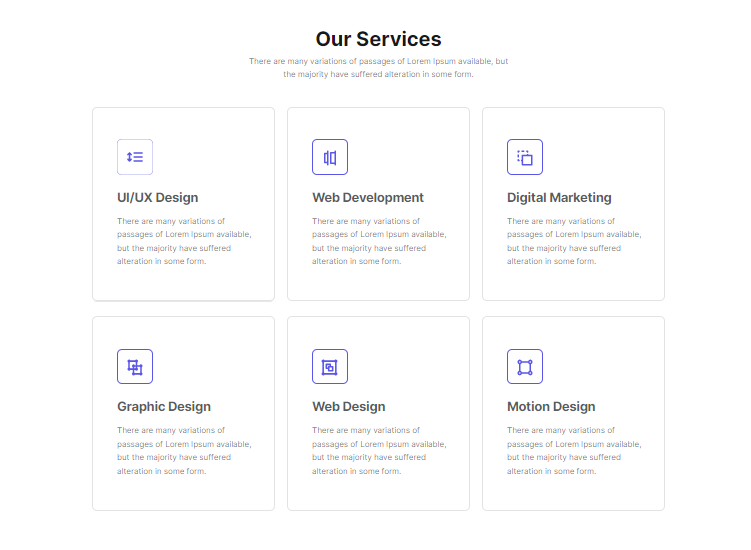 Our Services
There are many variations of passages of Lorem Ipsum available, but
the majority have suffered alteration in some form.
UI/UX Design
There are many variations of
passages of Lorem Ipsum available,
but the majority have suffered
alteration in some form.
Web Development
There are many variations of
passages of Lorem Ipsum available,
but the majority have suffered
alteration in some form.
Digital Marketing
There are many variations of
passages of Lorem Ipsum available,
but the majority have suffered
alteration in some form.
Graphic Design
There are many variations of
passages of Lorem Ipsum available,
but the majority have suffered
alteration in some form.
Web Design
There are many variations of
passages of Lorem Ipsum available,
but the majority have suffered
alteration in some form.
Motion Design
There are many variations of
passages of Lorem Ipsum available,
but the majority have suffered
alteration in some form.